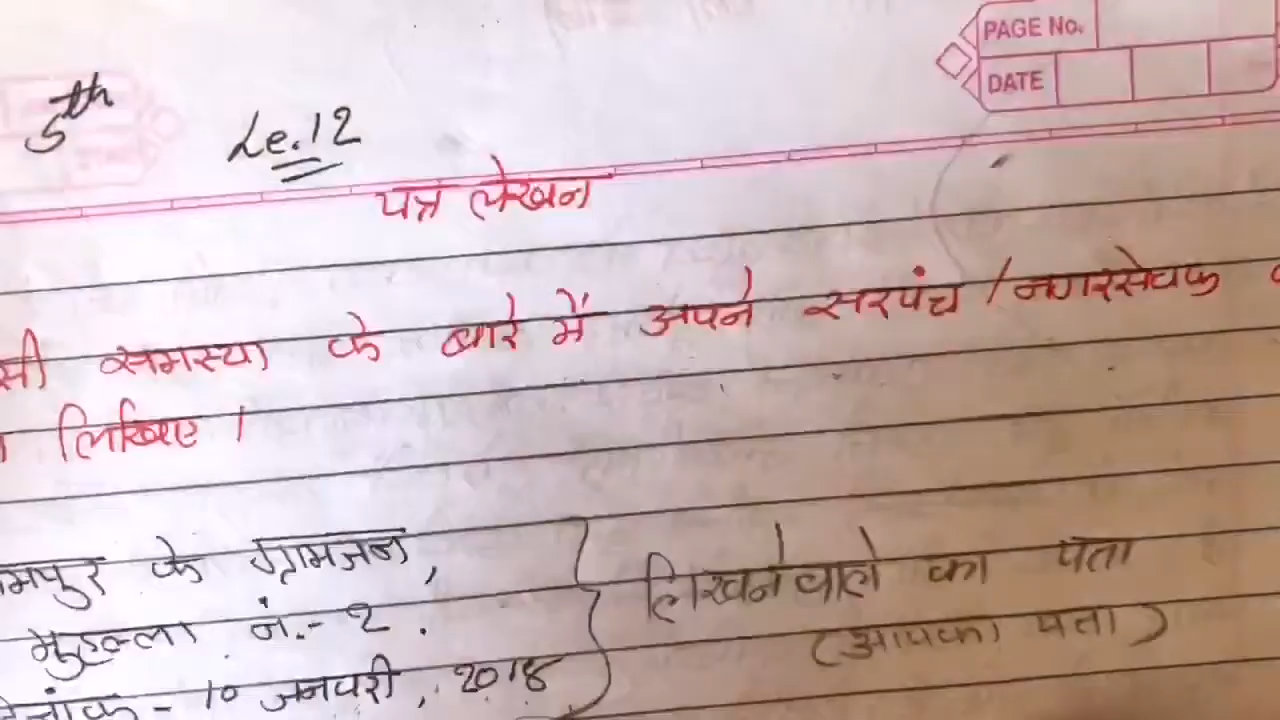 PAGE No.
DATE
5th
Le.12
पत्र लेखन
समस्या के बारे में अपने सरपंच / नगरसेवक
लिखिए ।
के ग्रामजन,
मुहल्ला नं.- 2.
- 10 जनवरी, 2018
लिखनेवाले का पता
(आपका पता)